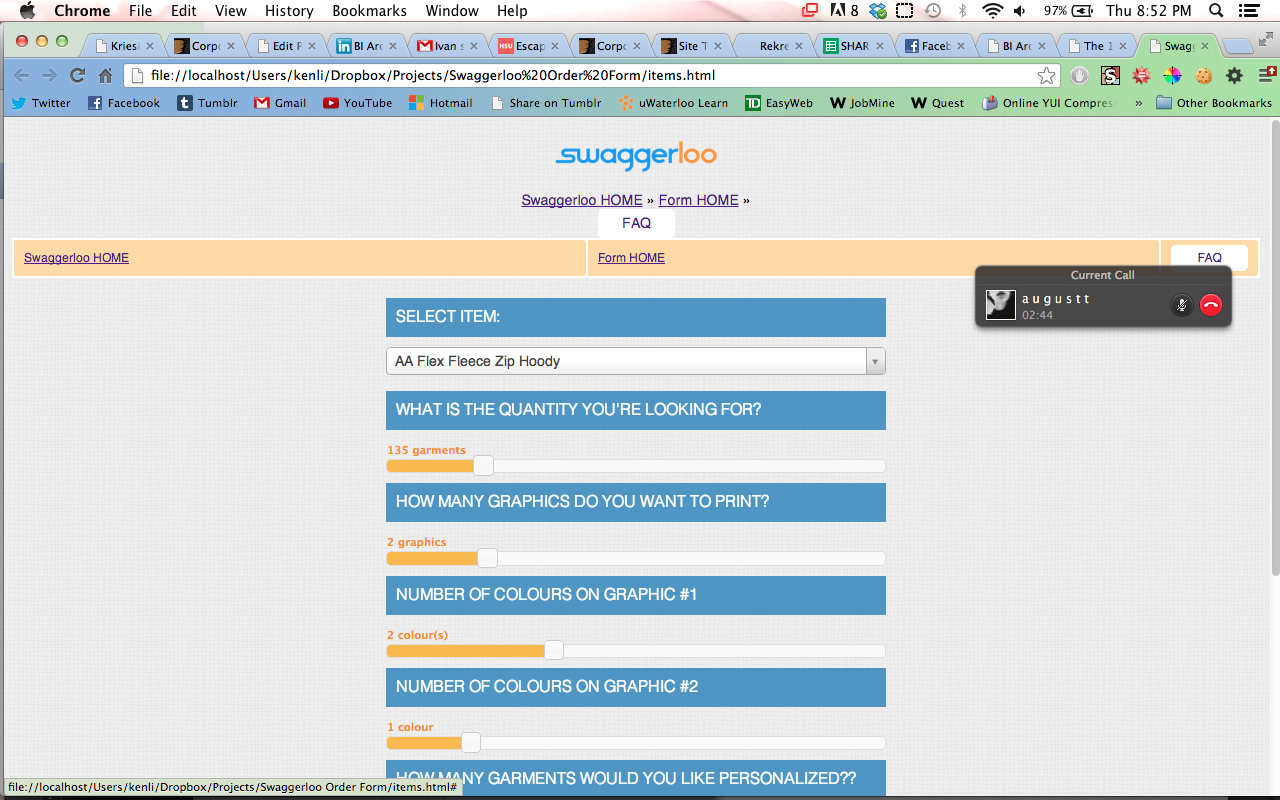 Chrome File Edit View History Bookmarks Window Help 8 97% Thu 8:52 PM
Kries Corpo Edit P BI Arc Ivan s Escap Corpo Site T Rekre SHAR Faceb BI Arc The 1 Swag
file://localhost/Users/kenli/Dropbox/Projects/Swaggerloo%20Order%20Form/items.html
Twitter Facebook Tumblr Gmail YouTube Hotmail Share on Tumblr uWaterloo Learn EasyWeb JobMine Quest Online YUI Compres » Other Bookmarks
swaggerloo
Swaggerloo HOME » Form HOME »
FAQ
Swaggerloo HOME Form HOME FAQ
Current Call
a u g u s t t
02:44
SELECT ITEM:
AA Flex Fleece Zip Hoody
WHAT IS THE QUANTITY YOU'RE LOOKING FOR?
135 garments
HOW MANY GRAPHICS DO YOU WANT TO PRINT?
2 graphics
NUMBER OF COLOURS ON GRAPHIC #1
2 colour(s)
NUMBER OF COLOURS ON GRAPHIC #2
1 colour
HOW MANY GARMENTS WOULD YOU LIKE PERSONALIZED??
file://localhost/Users/kenli/Dropbox/Projects/Swaggerloo Order Form/items.html#